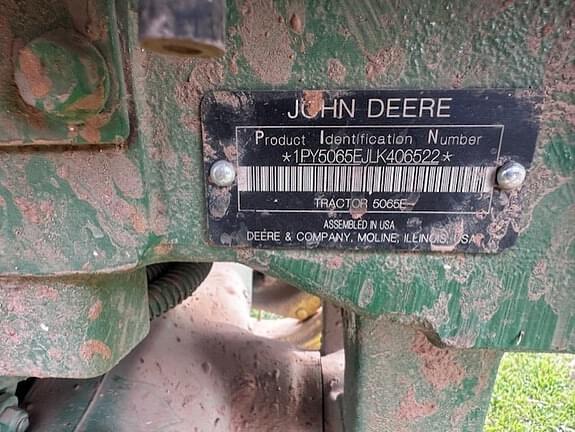 JOHN DEERE
Product Identification Number
*1PY5065EJLK406522*
TRACTOR 5065E
ASSEMBLED IN USA
DEERE & COMPANY, MOLINE, ILLINOIS, USA